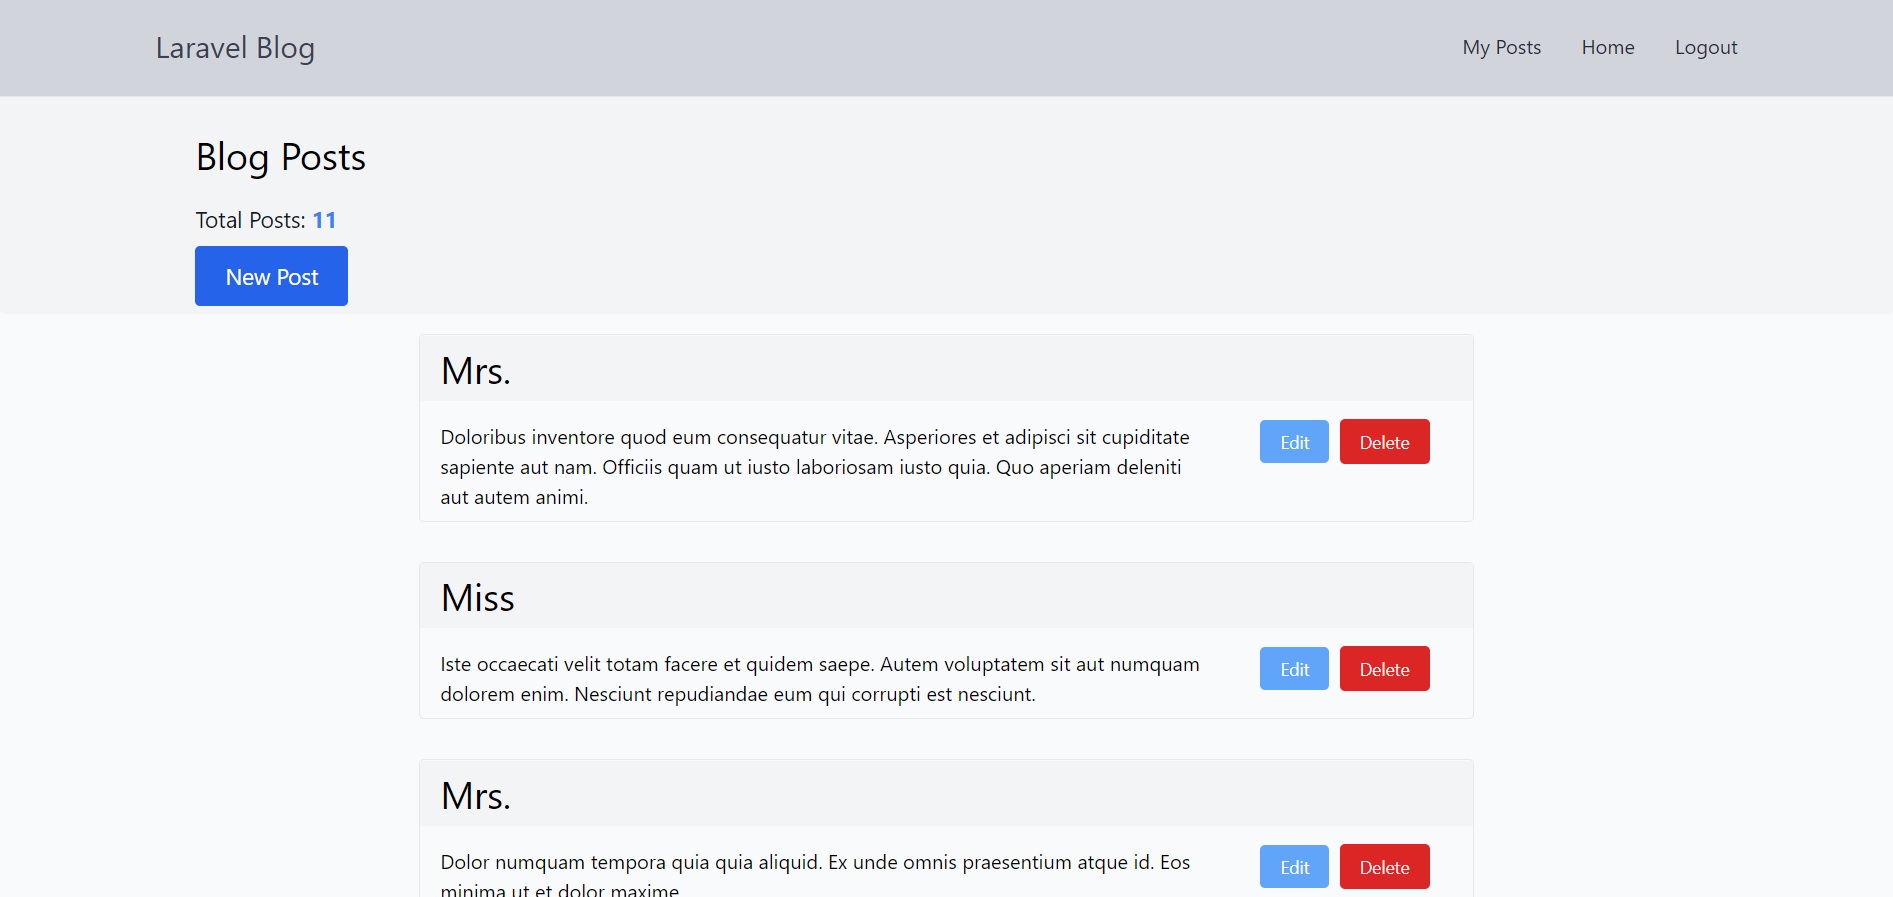 Laravel Blog
My Posts Home Logout
Blog Posts
Total Posts: 11
New Post
Mrs.
Doloribus inventore quod eum consequatur vitae. Asperiores et adipisci sit cupiditate
sapiente aut nam. Officiis quam ut iusto laboriosam iusto quia. Quo aperiam deleniti
aut autem animi.
Edit Delete
Miss
Iste occaecati velit totam facere et quidem saepe. Autem voluptatem sit aut numquam
dolorem enim. Nesciunt repudiandae eum qui corrupti est nesciunt.
Edit Delete
Mrs.
Dolor numquam tempora quia quia aliquid. Ex unde omnis praesentium atque id. Eos
minima ut et dolor maxime
Edit Delete